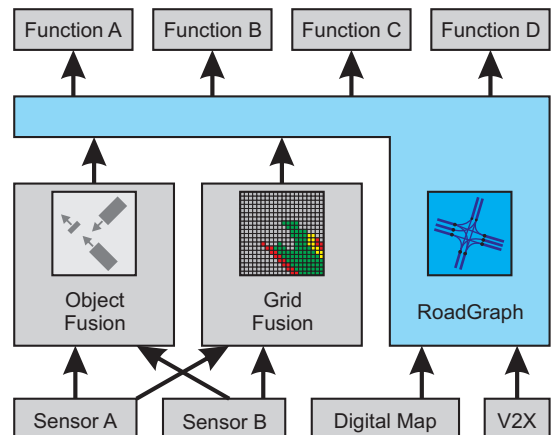 Function A
Function B
Function C
Function D
Object
Fusion
Grid
Fusion
RoadGraph
Sensor A
Sensor B
Digital Map
V2X